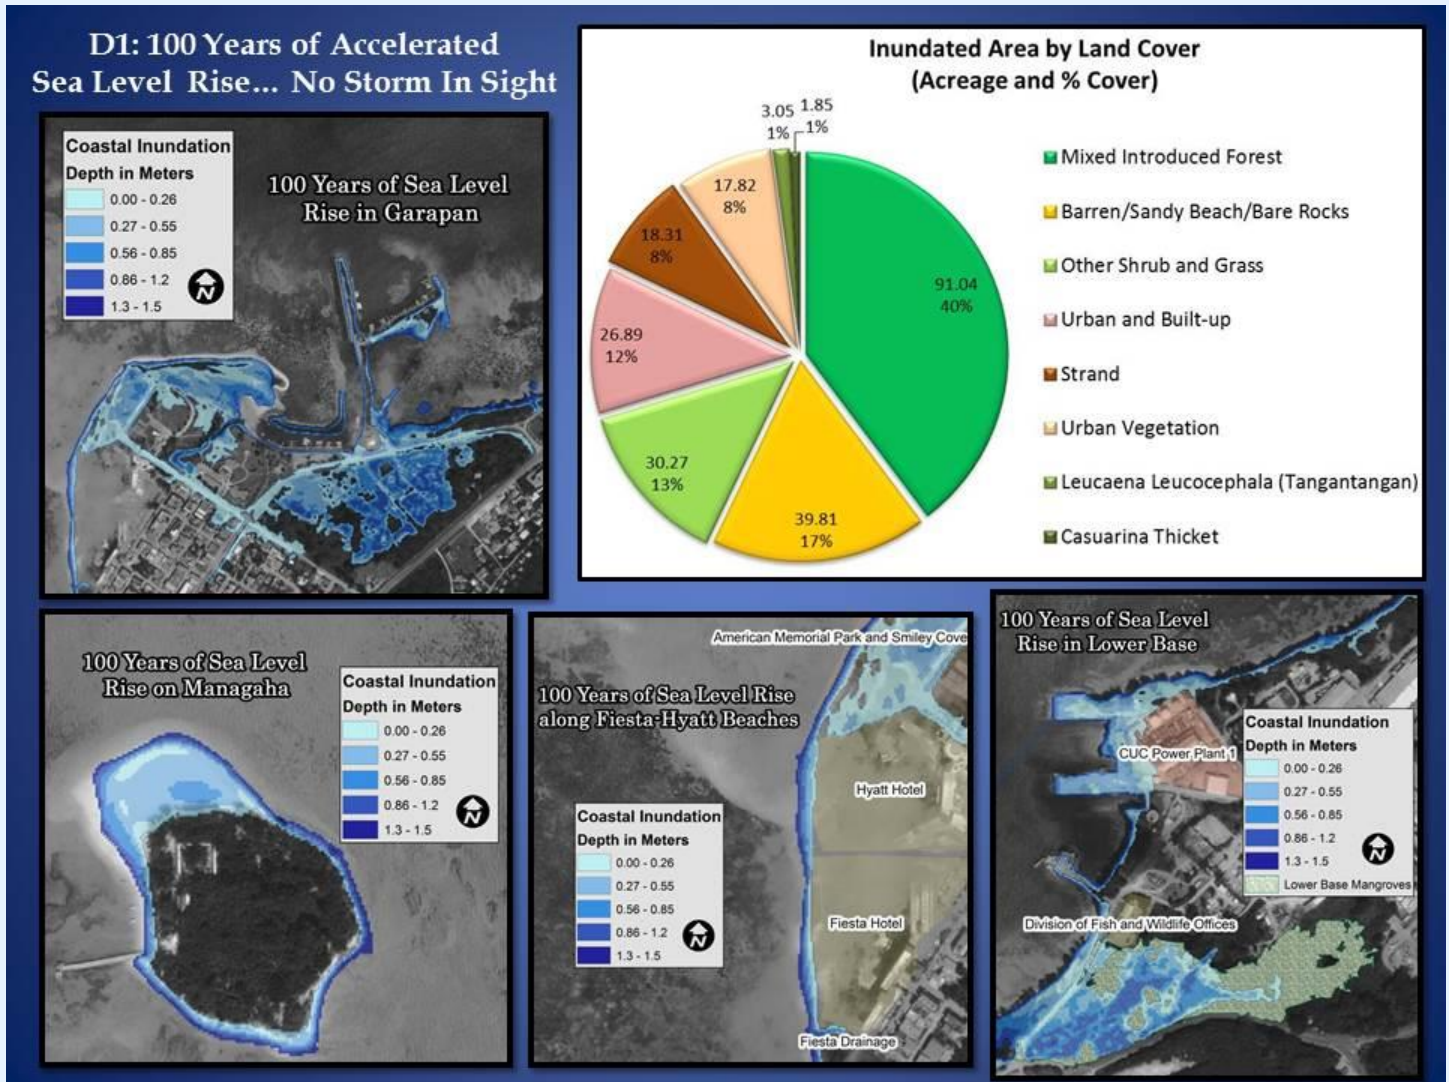 D1: 100 Years of Accelerated
Sea Level Rise... No Storm In Sight
Coastal Inundation
Depth in Meters
0.00 - 0.26
0.27 - 0.55
0.56 - 0.85
0.86 - 1.2
1.3 - 1.5
N
100 Years of Sea Level
Rise in Garapan
Inundated Area by Land Cover
(Acreage and % Cover)
3.05
1%
1.85
1%
17.82
8%
18.31
8%
26.89
12%
30.27
13%
39.81
17%
91.04
40%
Mixed Introduced Forest
Barren/Sandy Beach/Bare Rocks
Other Shrub and Grass
Urban and Built-up
Strand
Urban Vegetation
Leucaena Leucocephala (Tangantangan)
Casuarina Thicket
100 Years of Sea Level
Rise on Managaha
Coastal Inundation
Depth in Meters
0.00 - 0.26
0.27 - 0.55
0.56 - 0.85
0.86 - 1.2
1.3 - 1.5
N
American Memorial Park and Smiley Cove
100 Years of Sea Level Rise
along Fiesta-Hyatt Beaches
Hyatt Hotel
Coastal Inundation
Depth in Meters
0.00 - 0.26
0.27 - 0.55
0.56 - 0.85
0.86 - 1.2
1.3 - 1.5
N
Fiesta Hotel
Fiesta Drainage
100 Years of Sea Level
Rise in Lower Base
CUC Power Plant 1
Coastal Inundation
Depth in Meters
0.00 - 0.26
0.27 - 0.55
0.56 - 0.85
0.86 - 1.2
1.3 - 1.5
Lower Base Mangroves
N
Division of Fish and Wildlife Offices